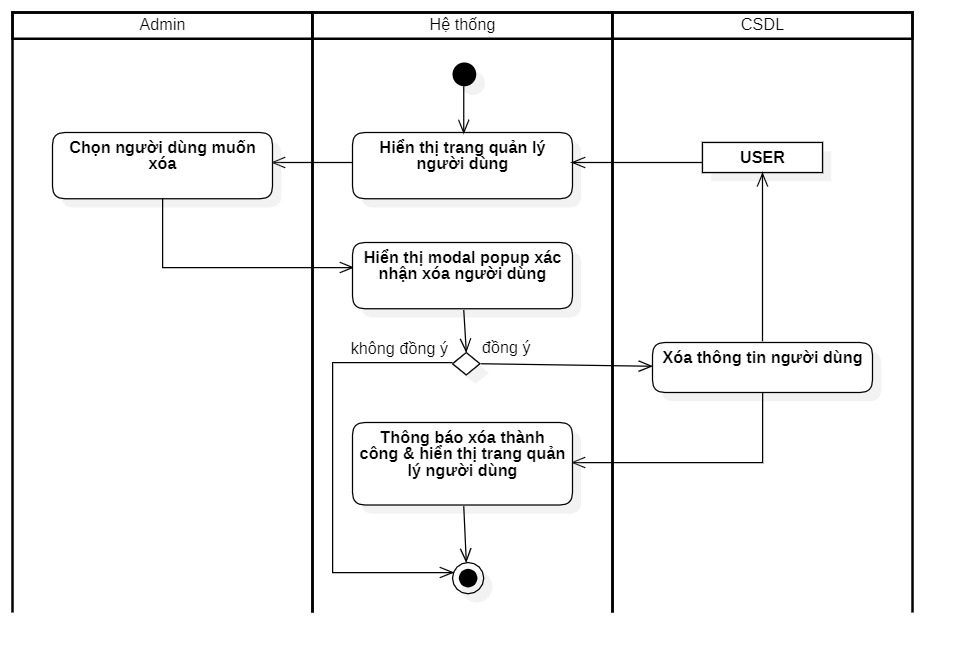 Admin
Hệ thống
CSDL
Chọn người dùng muốn
xóa
Hiển thị trang quản lý
người dùng
USER
Hiển thị modal popup xác
nhận xóa người dùng
không đồng ý
đồng ý
Xóa thông tin người dùng
Thông báo xóa thành
công & hiển thị trang quản
lý người dùng